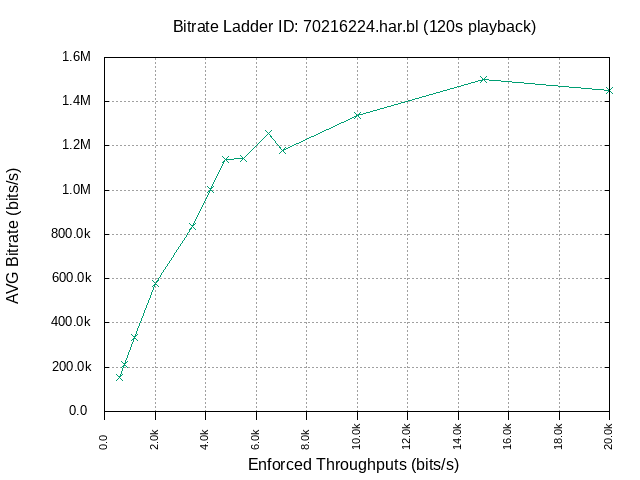 Bitrate Ladder ID: 70216224.har.bl (120s playback)
1.6M
1.4M
1.2M
1.0M
800.0k
600.0k
400.0k
200.0k
0.0
AVG Bitrate (bits/s)
0.0 2.0k 4.0k 6.0k 8.0k 10.0k 12.0k 14.0k 16.0k 18.0k 20.0k
Enforced Throughputs (bits/s)